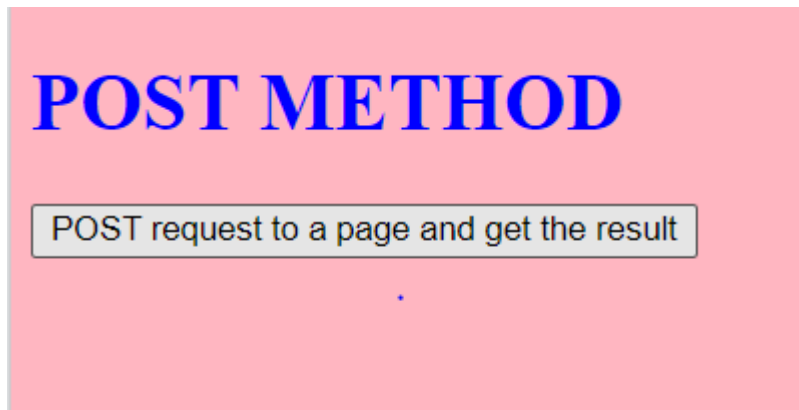 POST METHOD
POST request to a page and get the result